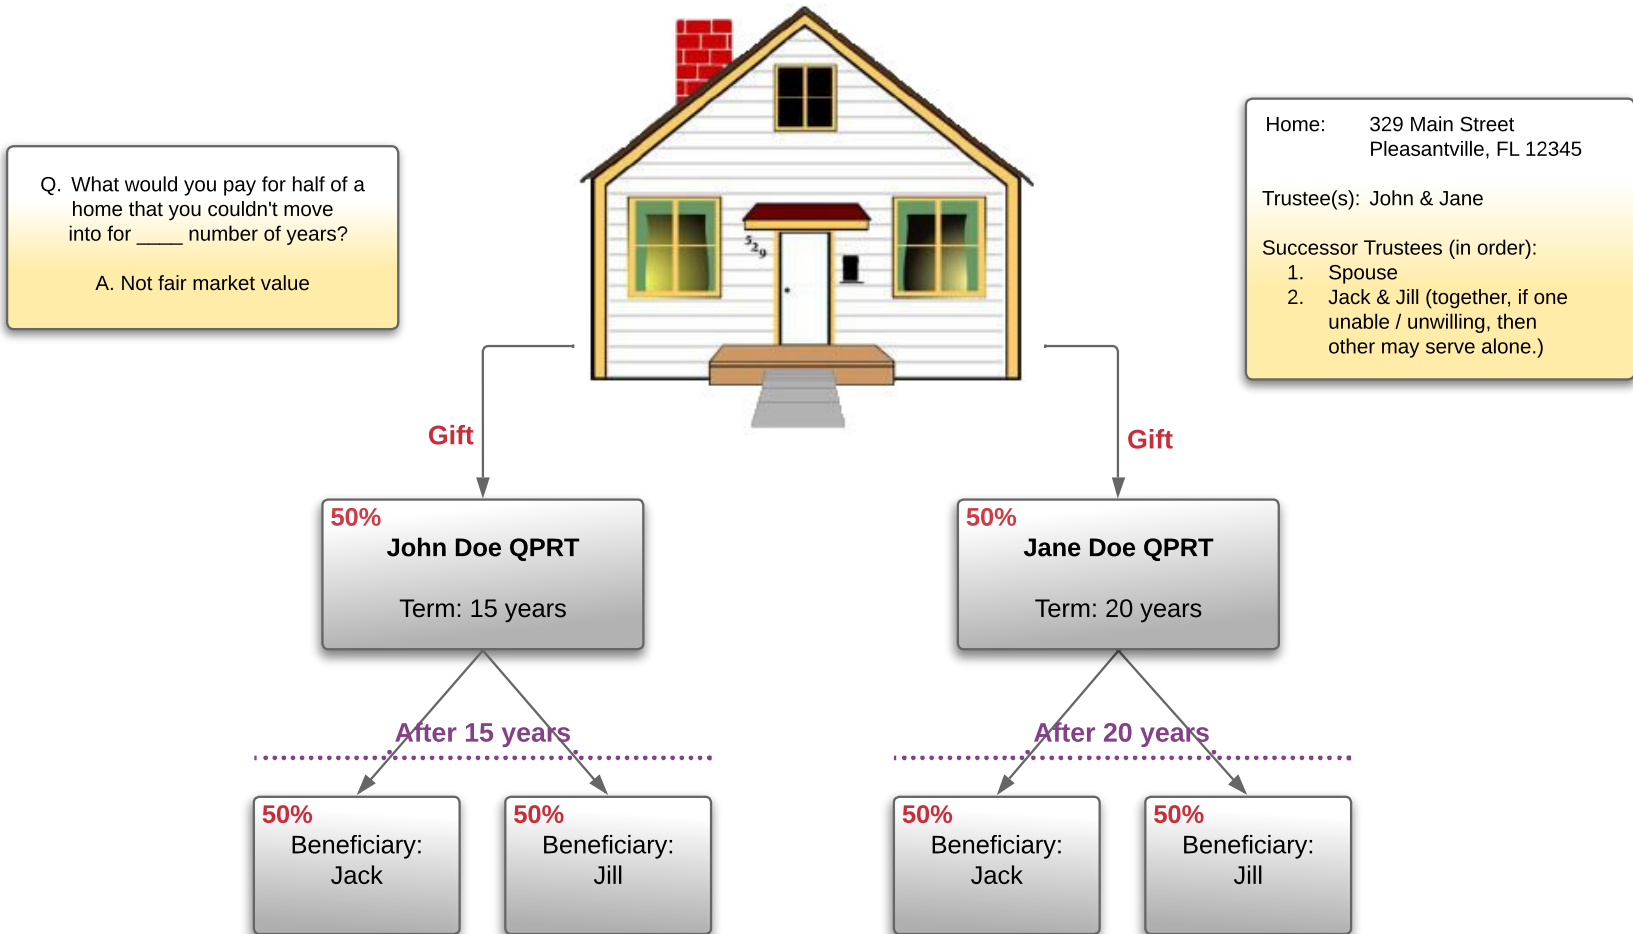 Q. What would you pay for half of a
home that you couldn't move
into for ____ number of years?
A. Not fair market value
529
Home: 329 Main Street
Pleasantville, FL 12345
Trustee(s): John & Jane
Successor Trustees (in order):
1. Spouse
2. Jack & Jill (together, if one
unable / unwilling, then
other may serve alone.)
Gift
Gift
50%
John Doe QPRT
Term: 15 years
50%
Jane Doe QPRT
Term: 20 years
After 15 years
After 20 years
50%
Beneficiary:
Jack
50%
Beneficiary:
Jill
50%
Beneficiary:
Jack
50%
Beneficiary:
Jill